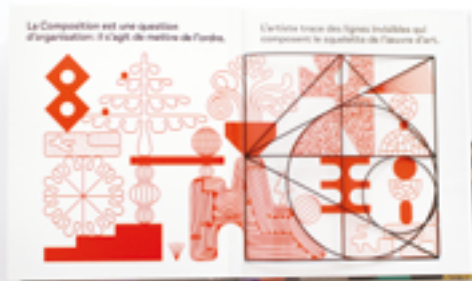 La Composition est une question
d'organisation: il s'agit de mettre de l'ordre.
L'artiste trace des lignes invisibles qui
composent le squelette de l'œuvre d'art.